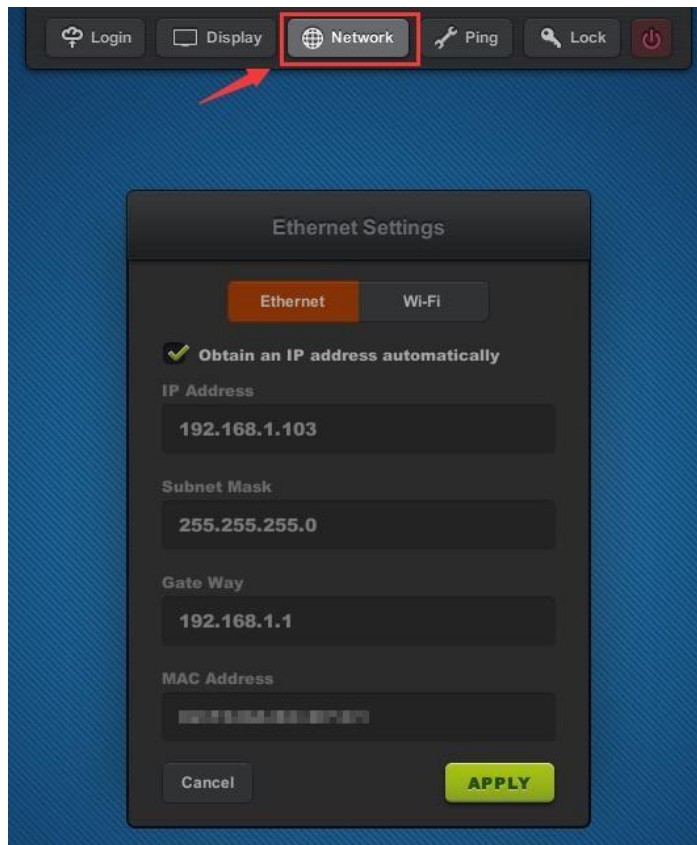 Login Display Network Ping Lock
Ethernet Settings
Ethernet Wi-Fi
Obtain an IP address automatically
IP Address
192.168.1.103
Subnet Mask
255.255.255.0
Gate Way
192.168.1.1
MAC Address
Cancel APPLY